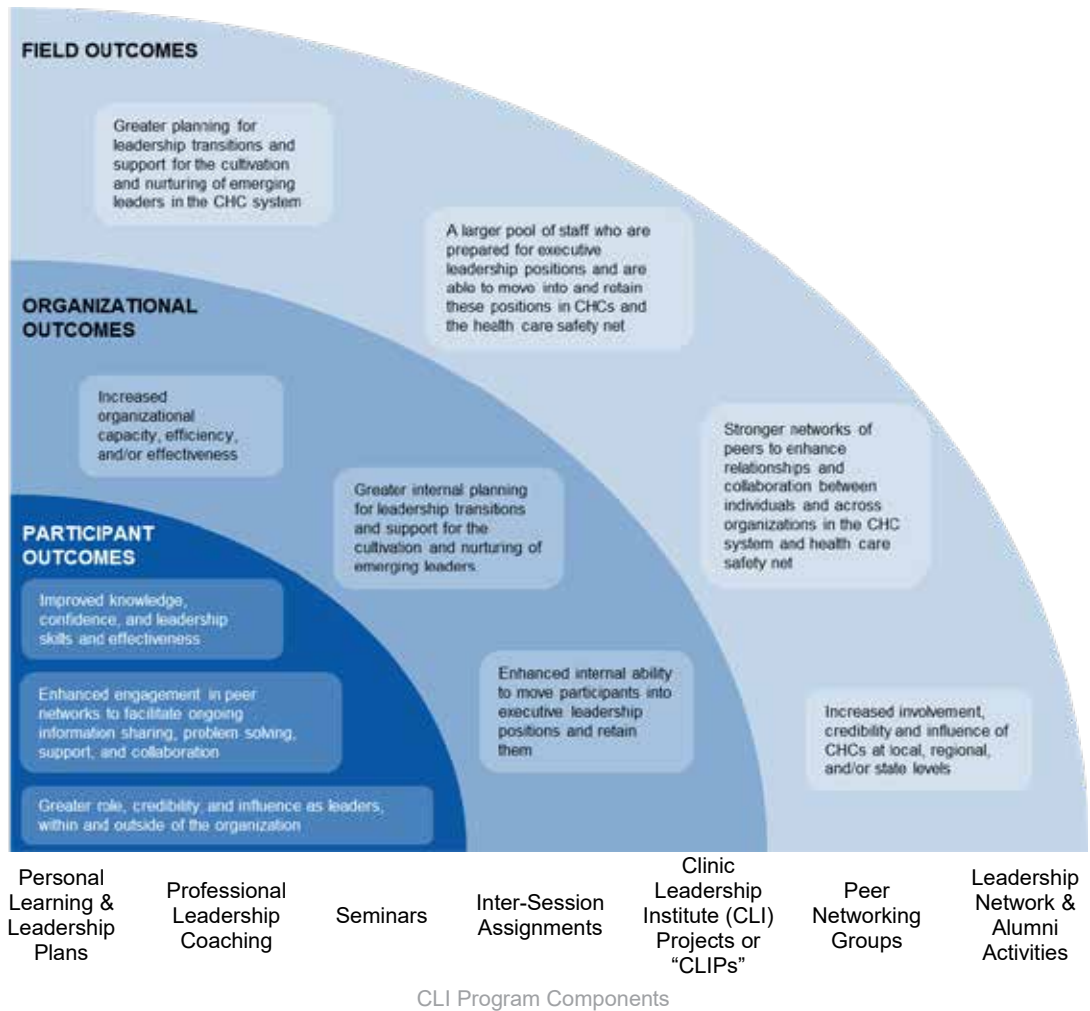 FIELD OUTCOMES
Greater planning for
leadership transitions and
support for the cultivation
and nurturing of emerging
leaders in the CHC system
A larger pool of staff who are
prepared for executive
leadership positions and are
able to move into and retain
these positions in CHCs and
the health care safety net
Stronger networks of
peers to enhance
relationships and
collaboration between
individuals and across
organizations in the CHC
system and health care
safety net
Increased involvement,
credibility and influence of
CHCs at local, regional,
and/or state levels
ORGANIZATIONAL
OUTCOMES
Increased
organizational
capacity, efficiency,
and/or effectiveness
Greater internal planning
for leadership transitions
and support for the
cultivation and nurturing of
emerging leaders.
Enhanced internal ability
to move participants into
executive leadership
positions and retain
them
PARTICIPANT
OUTCOMES
Improved knowledge,
confidence, and leadership
skills and effectiveness
Enhanced engagement in peer
networks to facilitate ongoing
information sharing, problem solving,
support, and collaboration
Greater role, credibility, and influence as leaders,
within and outside of the organization
Personal
Learning &
Leadership
Plans
Professional
Leadership
Coaching
Seminars
Inter-Session
Assignments
Clinic
Leadership
Institute (CLI)
Projects or
“CLIPs”
Peer
Networking
Groups
Leadership
Network &
Alumni
Activities
CLI Program Components